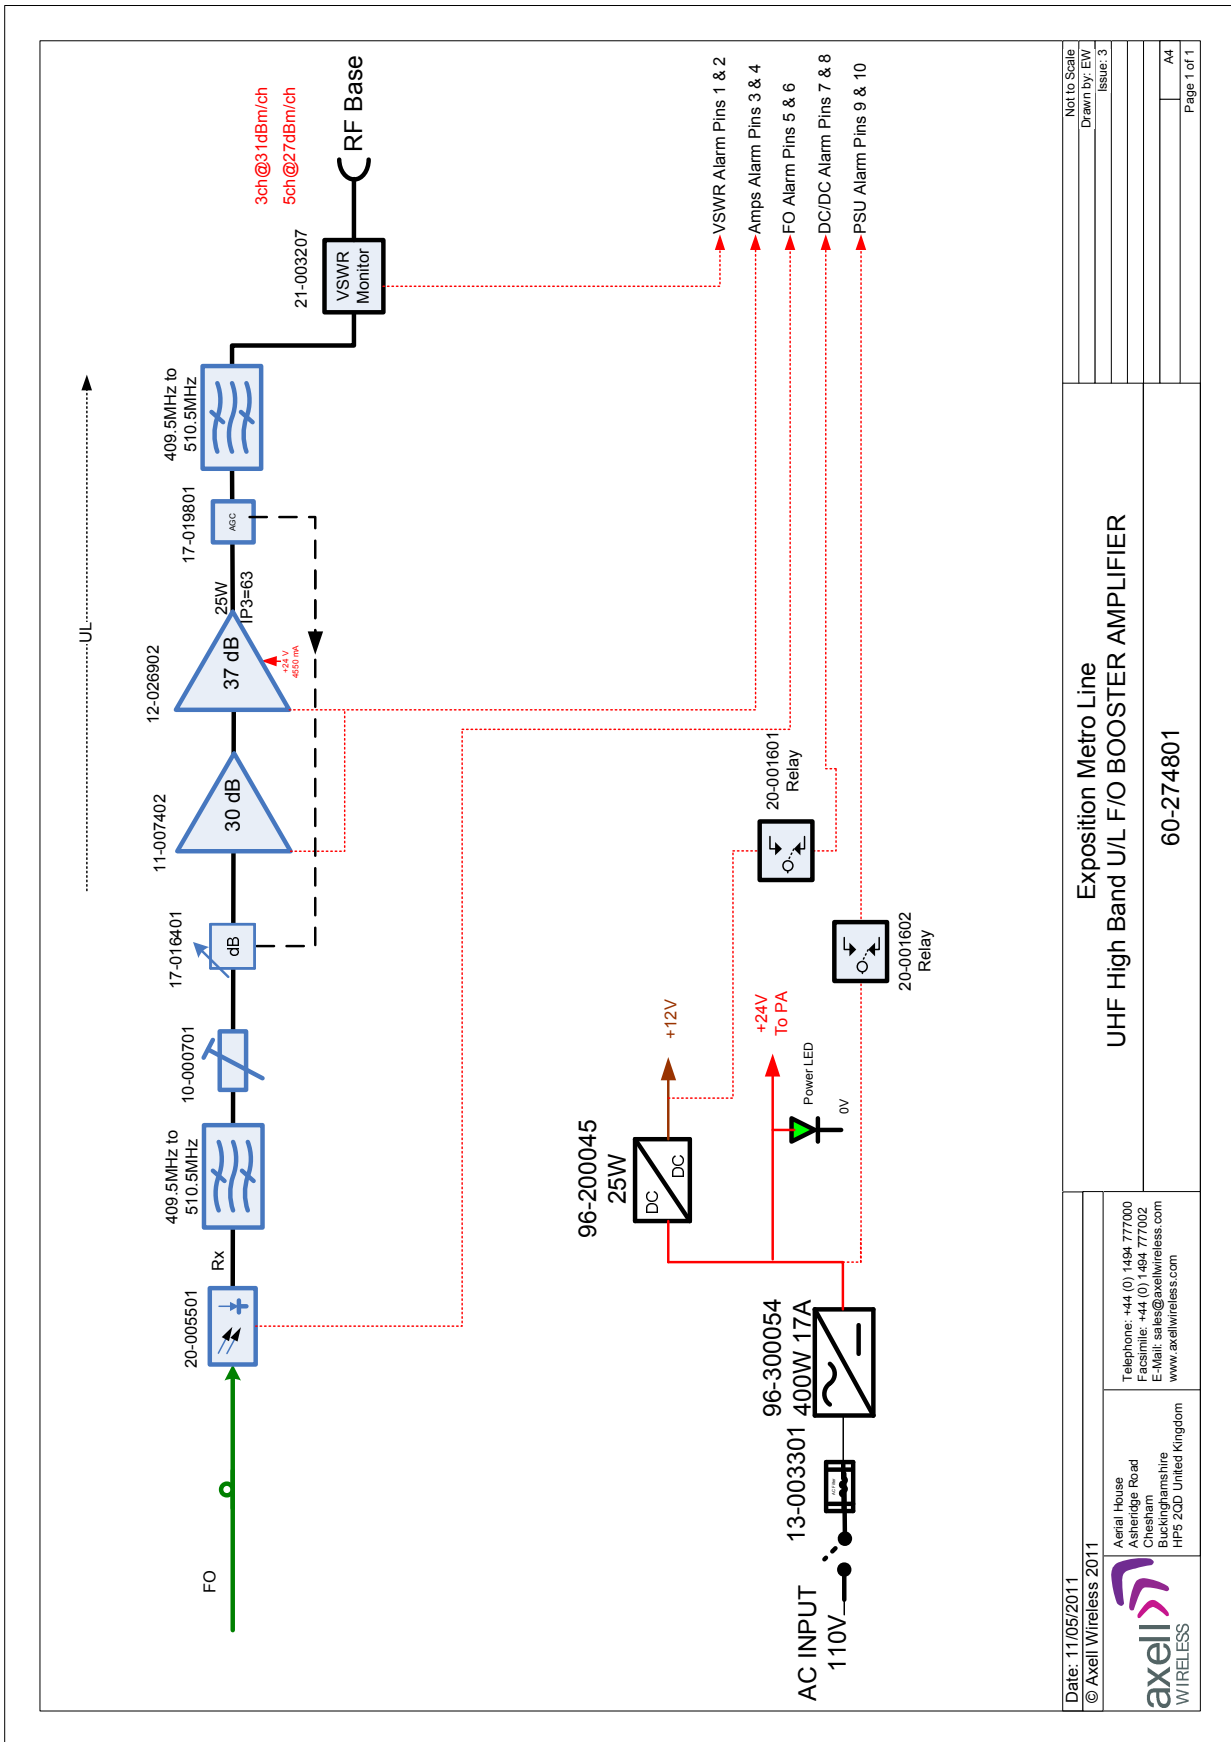 UL
3ch@31dBm/ch
5ch@27dBm/ch
FO
20-005501
Rx
409.5MHz to
510.5MHz
10-000701
17-016401
dB
11-007402
30 dB
12-026902
37 dB
25W
IP3=63
+24 V
4550 mA
17-019801
AGC
409.5MHz to
510.5MHz
21-003207
VSWR
Monitor
RF Base
VSWR Alarm Pins 1 & 2
Amps Alarm Pins 3 & 4
FO Alarm Pins 5 & 6
DC/DC Alarm Pins 7 & 8
PSU Alarm Pins 9 & 10
96-200045
25W
DC
DC
+12V
20-001601
Relay
+24V
To PA
Power LED
0V
20-001602
Relay
96-300054
400W 17A
13-003301
AC INPUT
110V
Date: 11/05/2011
© Axell Wireless 2011
axell
WIRELESS
Aerial House
Asheridge Road
Chesham
Buckinghamshire
HP5 2QD United Kingdom
Telephone: +44 (0) 1494 777000
Facsimile: +44 (0) 1494 777002
E-Mail: sales@axellwireless.com
www.axellwireless.com
Exposition Metro Line
UHF High Band U/L F/O BOOSTER AMPLIFIER
60-274801
Not to Scale
Drawn by: EW
Issue: 3
A4
Page 1 of 1